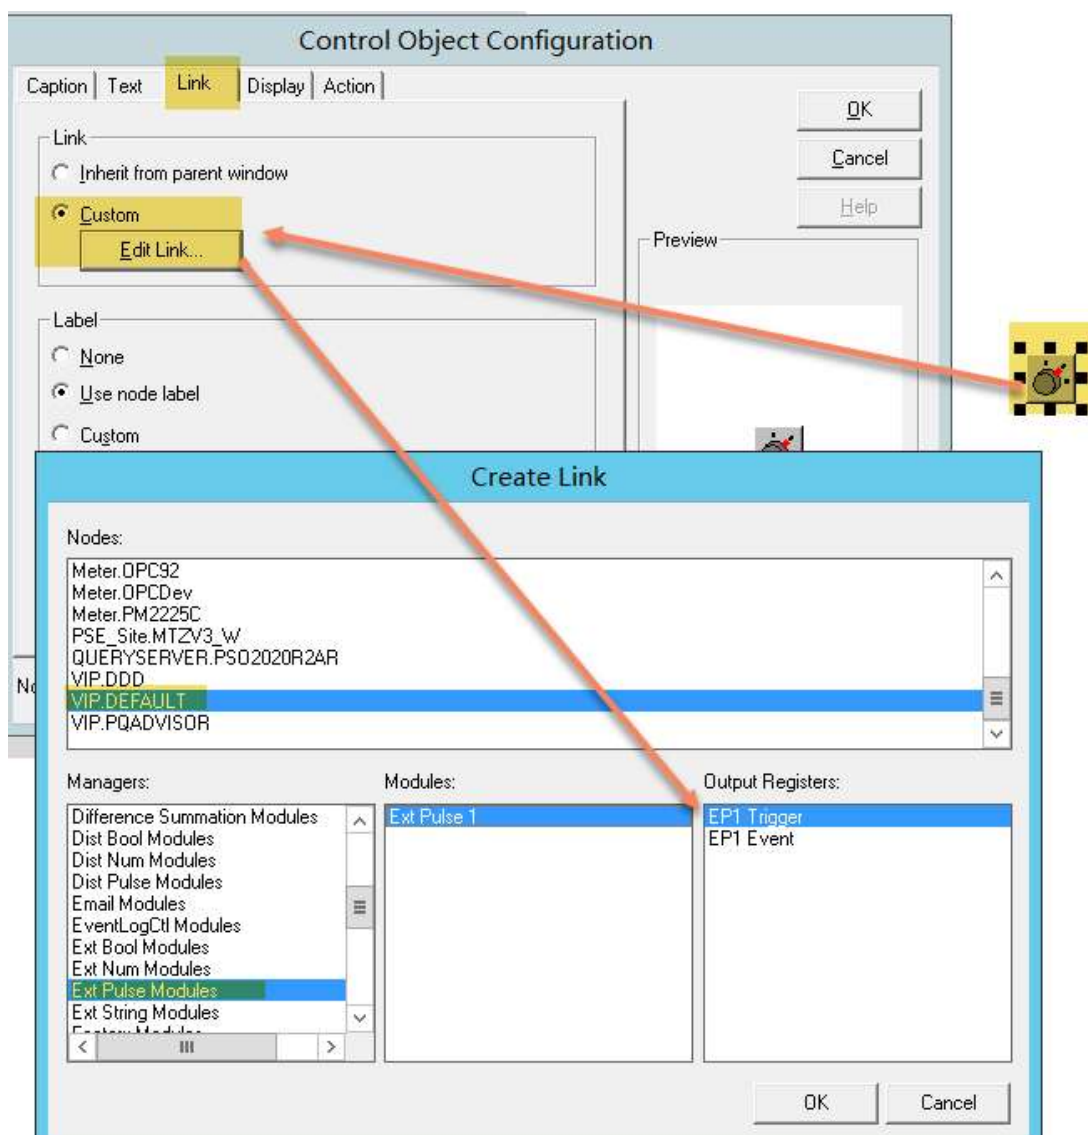 Control Object Configuration
Caption Text Link Display Action
OK
Link
Cancel
Inherit from parent window
Help
Custom
Edit Link...
Preview
Label
None
Use node label
Custom
Create Link
Nodes:
Meter.OPC92
Meter.OPCDev
Meter.PM2225C
PSE_Site.MTZV3_W
QUERYSERVER.PSO2020R2AR
VIP.DDD
VIP.DEFAULT
VIP.PQADVISOR
Managers:
Difference Summation Modules
Dist Bool Modules
Dist Num Modules
Dist Pulse Modules
Email Modules
EventLogCtl Modules
Ext Bool Modules
Ext Num Modules
Ext Pulse Modules
Ext String Modules
Modules:
Ext Pulse 1
Output Registers:
EP1 Trigger
EP1 Event
OK Cancel